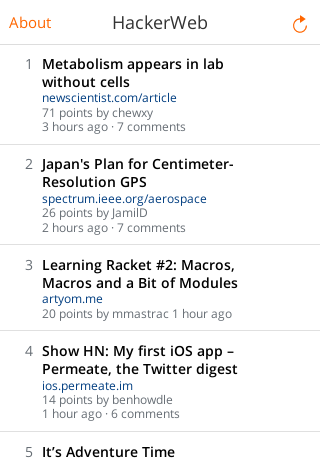 About
HackerWeb
1
Metabolism appears in lab
without cells
newscientist.com/article
71 points by chewxy
3 hours ago · 7 comments
2
Japan's Plan for Centimeter-
Resolution GPS
spectrum.ieee.org/aerospace
26 points by JamilD
2 hours ago · 7 comments
3
Learning Racket #2: Macros,
Macros and a Bit of Modules
artyom.me
20 points by mmastrac 1 hour ago
4
Show HN: My first iOS app –
Permeate, the Twitter digest
ios.permeate.im
14 points by benhowdle
1 hour ago · 6 comments
5
It’s Adventure Time